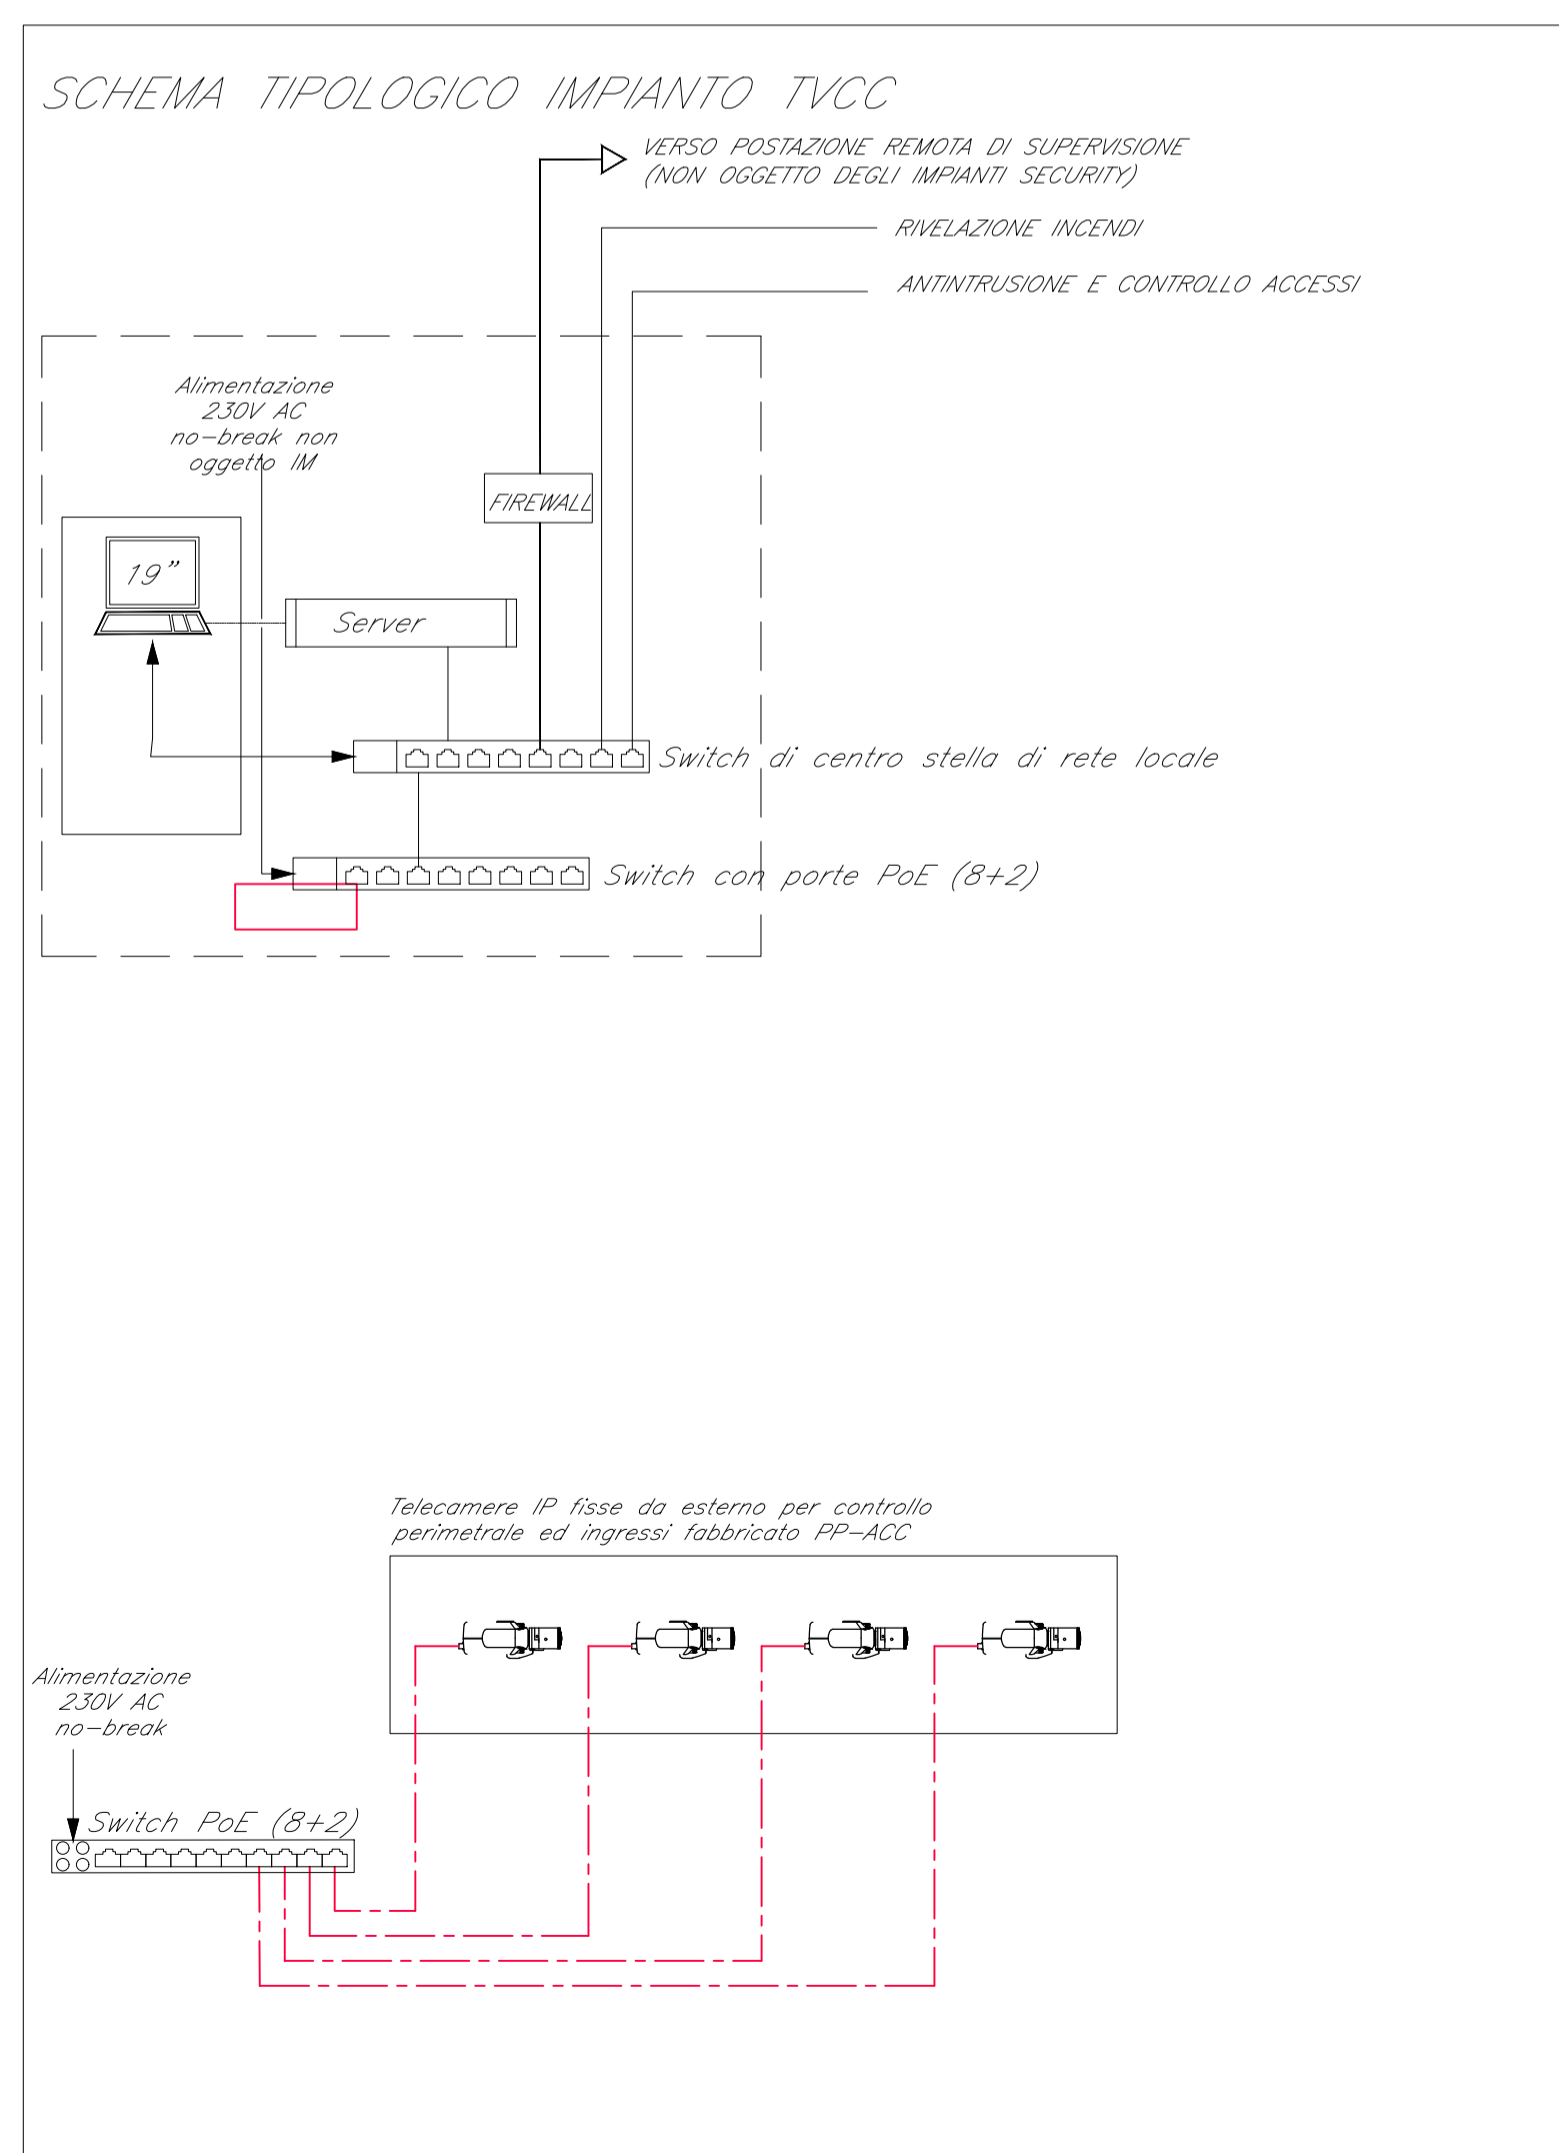 SCHEMA TIPOLOGICO IMPIANTO TVCC
VERSO POSTAZIONE REMOTA DI SUPERVISIONE
(NON OGGETTO DEGLI IMPIANTI SECURITY)
RIVELAZIONE INCENDI
ANTINTRUSIONE E CONTROLLO ACCESSI
Alimentazione
230V AC
no-break non
oggetto IM
FIREWALL
19"
Server
Switch di centro stella di rete locale
Switch con porte PoE (8+2)
Telecamere IP fisse da esterno per controllo
perimetrale ed ingressi fabbricato PP-ACC
Alimentazione
230V AC
no-break
Switch PoE (8+2)